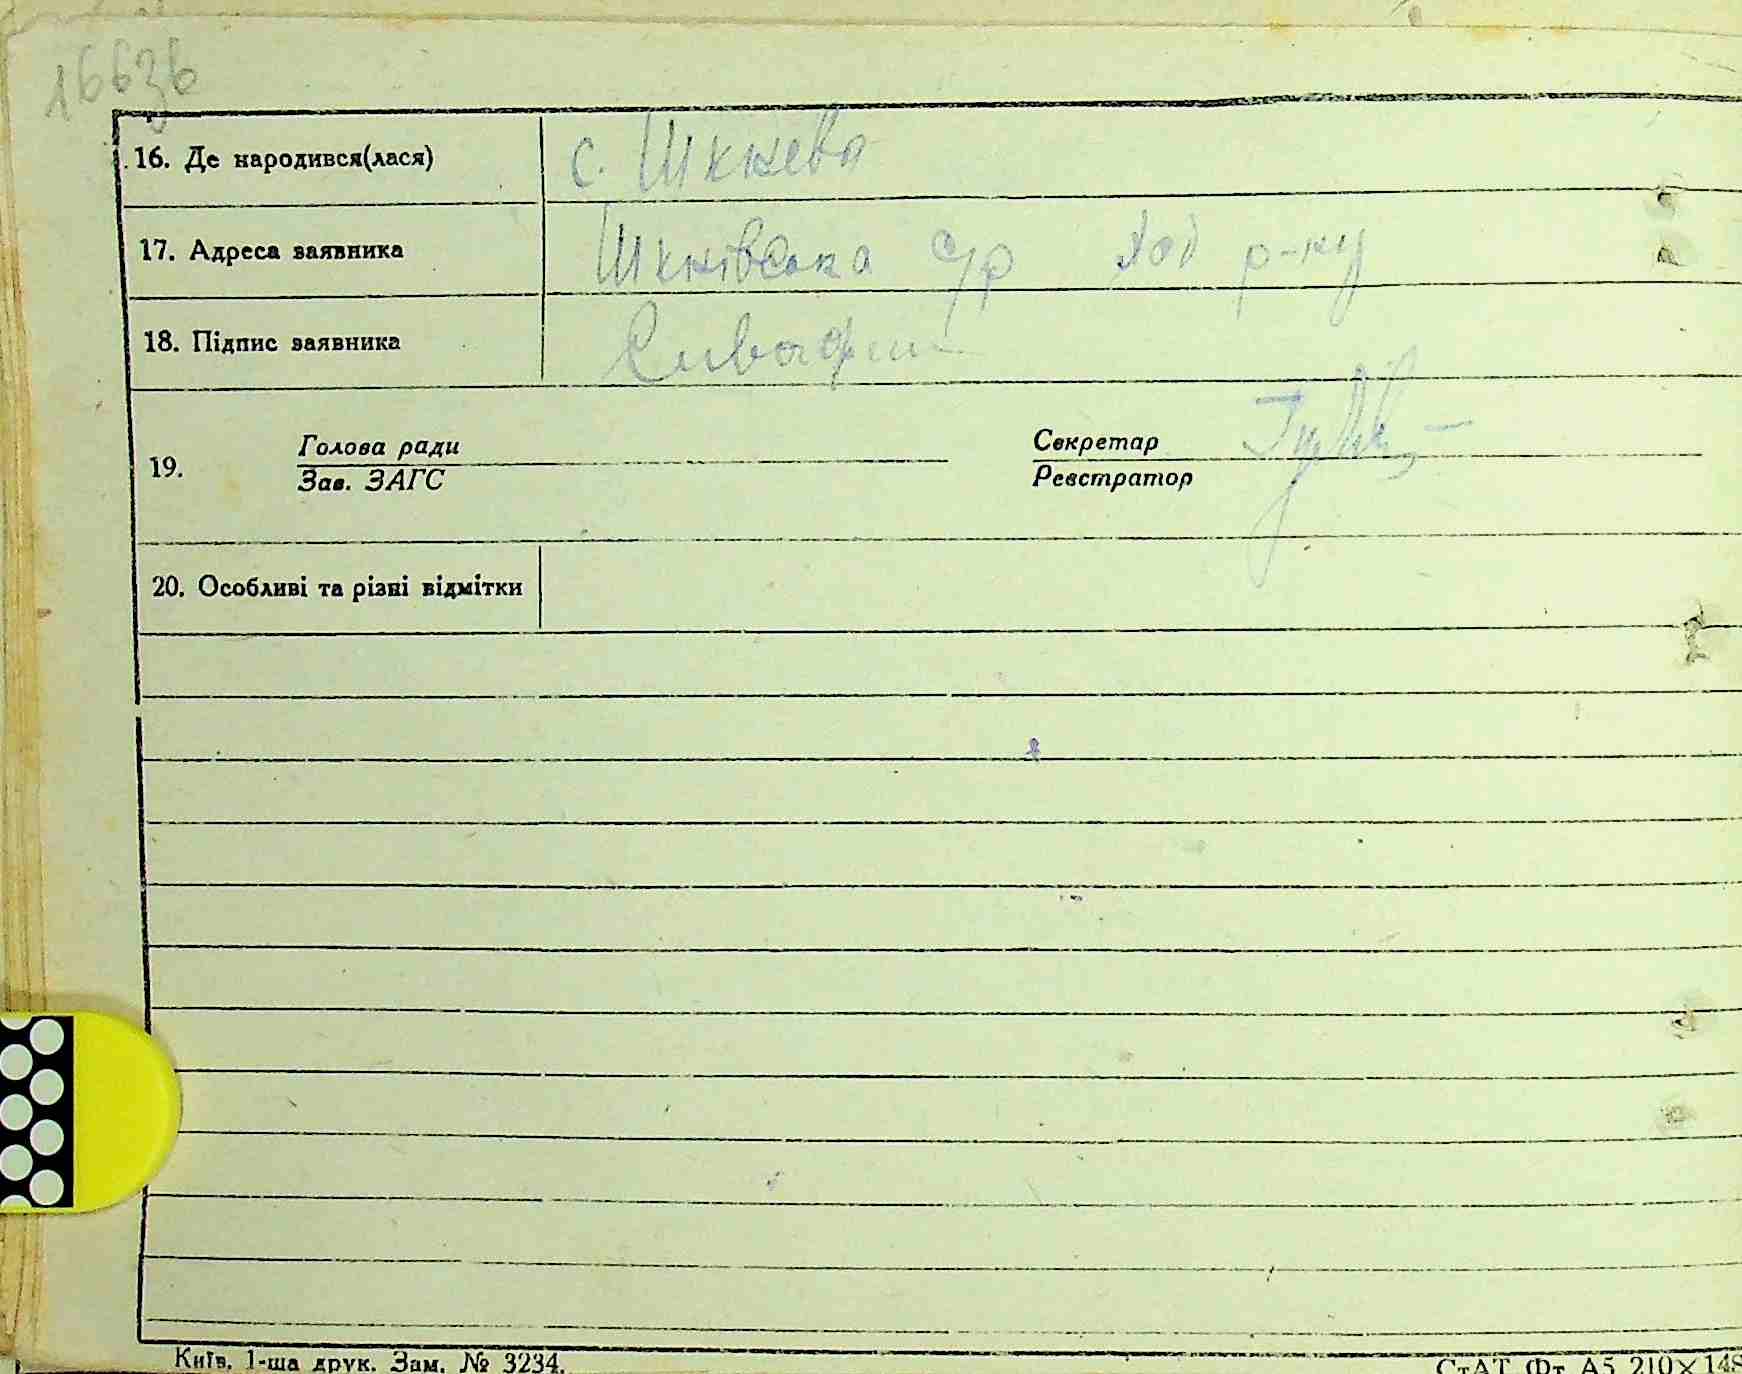 1663б
16. Де народився(лася) с. Шкнева
17. Адреса заявника Шкнівська с/р р-ну
18. Підпис заявника
19. Голова ради Секретар
Зав. ЗАГС Реєстратор
20. Особливі та різні відмітки
Київ, 1-ша друк. Зам. № 3234. СтАТ Фт А5 210×148